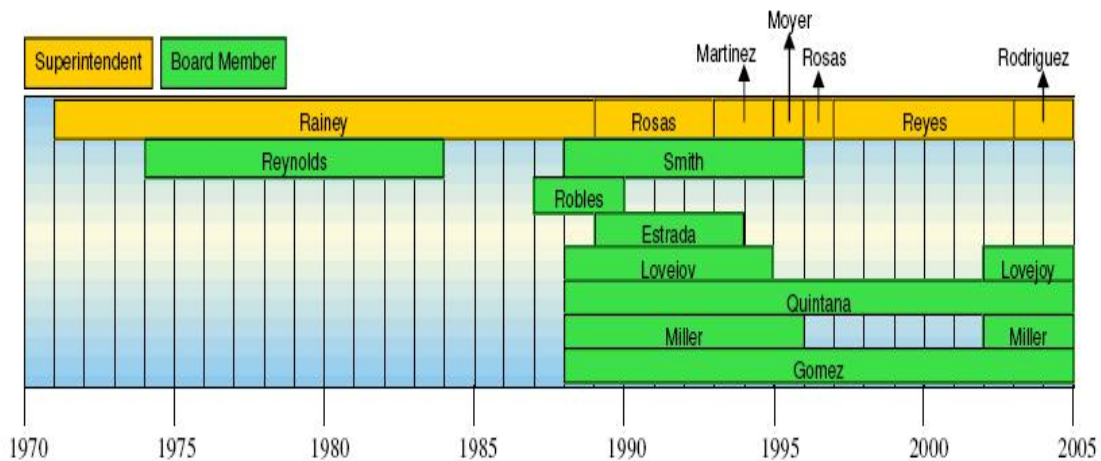 Moyer
Superintendent Board Member Martinez Rosas Rodriguez
Rainey Rosas Reyes
Reynolds Smith
Robles
Estrada
Loveiov Lovejoy
Quintana
Miller Miller
Gomez
1970 1975 1980 1985 1990 1995 2000 2005